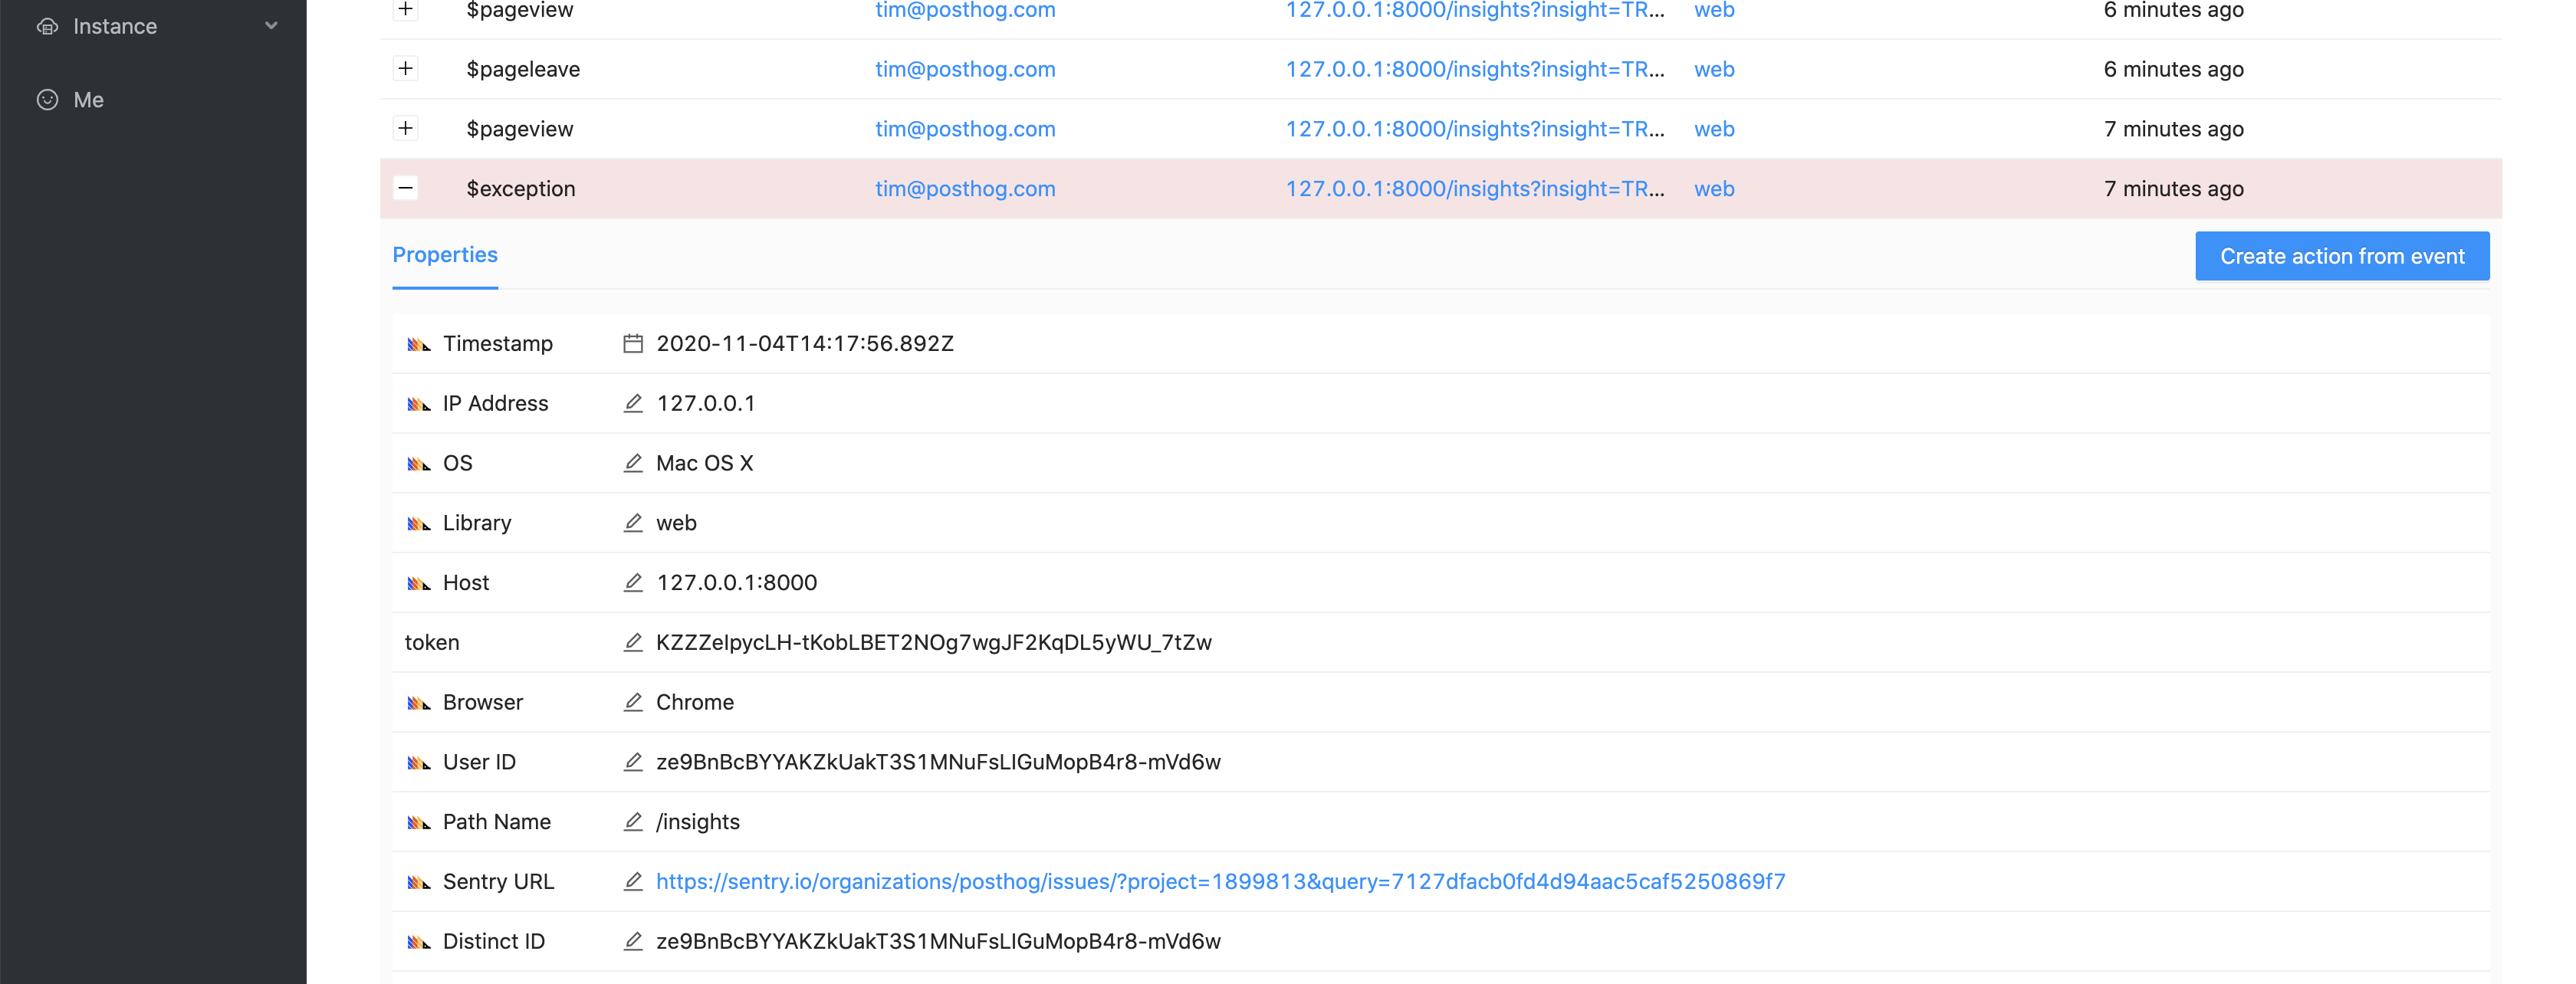 Instance
Me
$pageview tim@posthog.com 127.0.0.1:8000/insights?insight=TR... web 6 minutes ago
$pageleave tim@posthog.com 127.0.0.1:8000/insights?insight=TR... web 6 minutes ago
$pageview tim@posthog.com 127.0.0.1:8000/insights?insight=TR... web 7 minutes ago
$exception tim@posthog.com 127.0.0.1:8000/insights?insight=TR... web 7 minutes ago
Properties Create action from event
Timestamp 2020-11-04T14:17:56.892Z
IP Address 127.0.0.1
OS Mac OS X
Library web
Host 127.0.0.1:8000
token KZZZeIpycLH-tKobLBET2NOg7wgJF2KqDL5yWU_7tZw
Browser Chrome
User ID ze9BnBcBYYAKZkUakT3S1MNuFsLIGuMopB4r8-mVd6w
Path Name /insights
Sentry URL https://sentry.io/organizations/posthog/issues/?project=1899813&query=7127dfacb0fd4d94aac5caf5250869f7
Distinct ID ze9BnBcBYYAKZkUakT3S1MNuFsLIGuMopB4r8-mVd6w